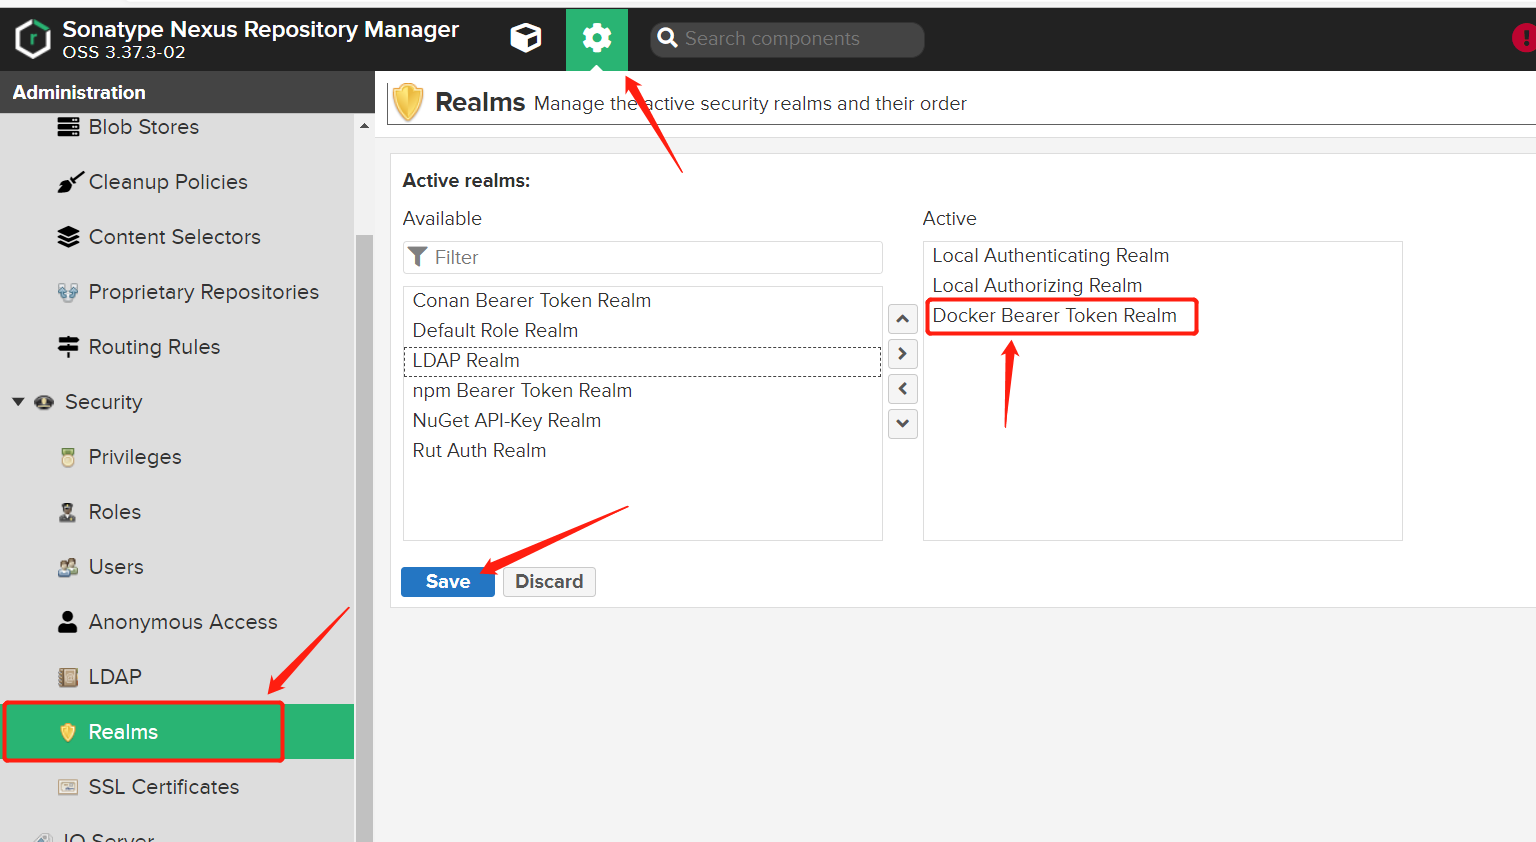 Sonatype Nexus Repository Manager
OSS 3.37.3-02
Search components
Administration
Blob Stores
Cleanup Policies
Content Selectors
Proprietary Repositories
Routing Rules
Security
Privileges
Roles
Users
Anonymous Access
LDAP
Realms
SSL Certificates
IQ Server
Realms Manage the active security realms and their order
Active realms:
Available
Filter
Conan Bearer Token Realm
Default Role Realm
LDAP Realm
npm Bearer Token Realm
NuGet API-Key Realm
Rut Auth Realm
Active
Local Authenticating Realm
Local Authorizing Realm
Docker Bearer Token Realm
Save
Discard